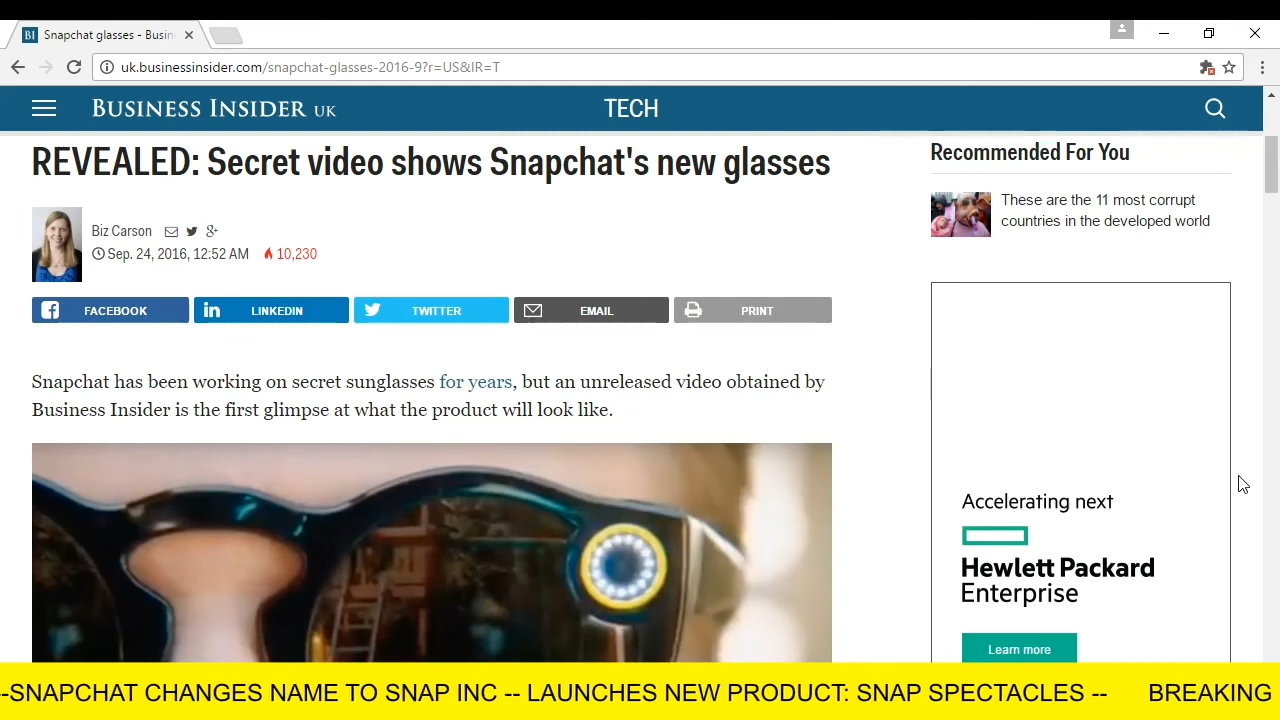 BI Snapchat glasses - Busin
uk.businessinsider.com/snapchat-glasses-2016-9?r=US&IR=T
BUSINESS INSIDER UK
TECH
REVEALED: Secret video shows Snapchat's new glasses
Biz Carson
Sep. 24, 2016, 12:52 AM 10,230
FACEBOOK
LINKEDIN
TWITTER
EMAIL
PRINT
Snapchat has been working on secret sunglasses for years, but an unreleased video obtained by
Business Insider is the first glimpse at what the product will look like.
Recommended For You
These are the 11 most corrupt
countries in the developed world
Accelerating next
Hewlett Packard
Enterprise
Learn more
--SNAPCHAT CHANGES NAME TO SNAP INC -- LAUNCHES NEW PRODUCT: SNAP SPECTACLES -- BREAKING